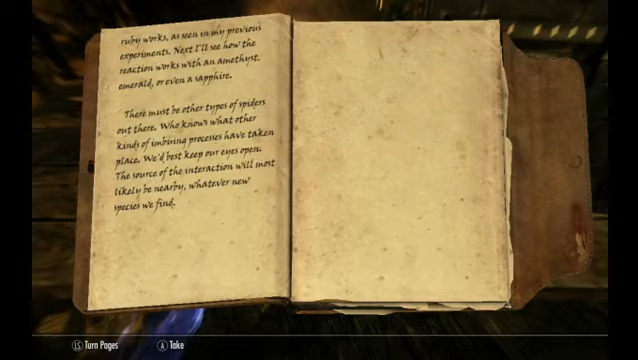 ruby works, as seen in my previous
experiments. Next I'll see how the
reaction works with an amethyst,
emerald, or even a sapphire.
There must be other types of spiders
out there. Who knows what other
kinds of imbuing processes have taken
place. We'd best keep our eyes open.
The source of the interaction will most
likely be nearby, whatever new
species we find.
LS Turn Pages
A Take